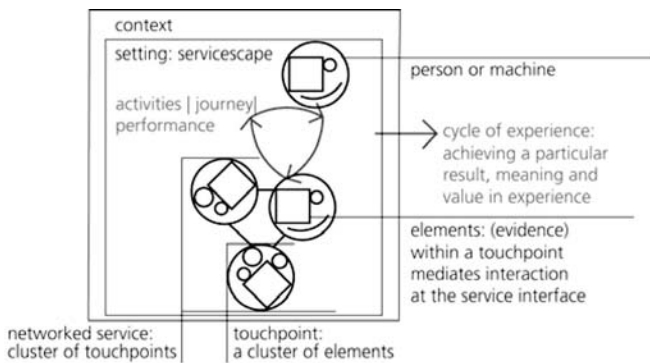 context
setting: servicescape
person or machine
activities | journey|
performance
cycle of experience:
achieving a particular
result, meaning and
value in experience
elements: (evidence)
within a touchpoint
mediates interaction
at the service interface
networked service:
cluster of touchpoints
touchpoint:
a cluster of elements